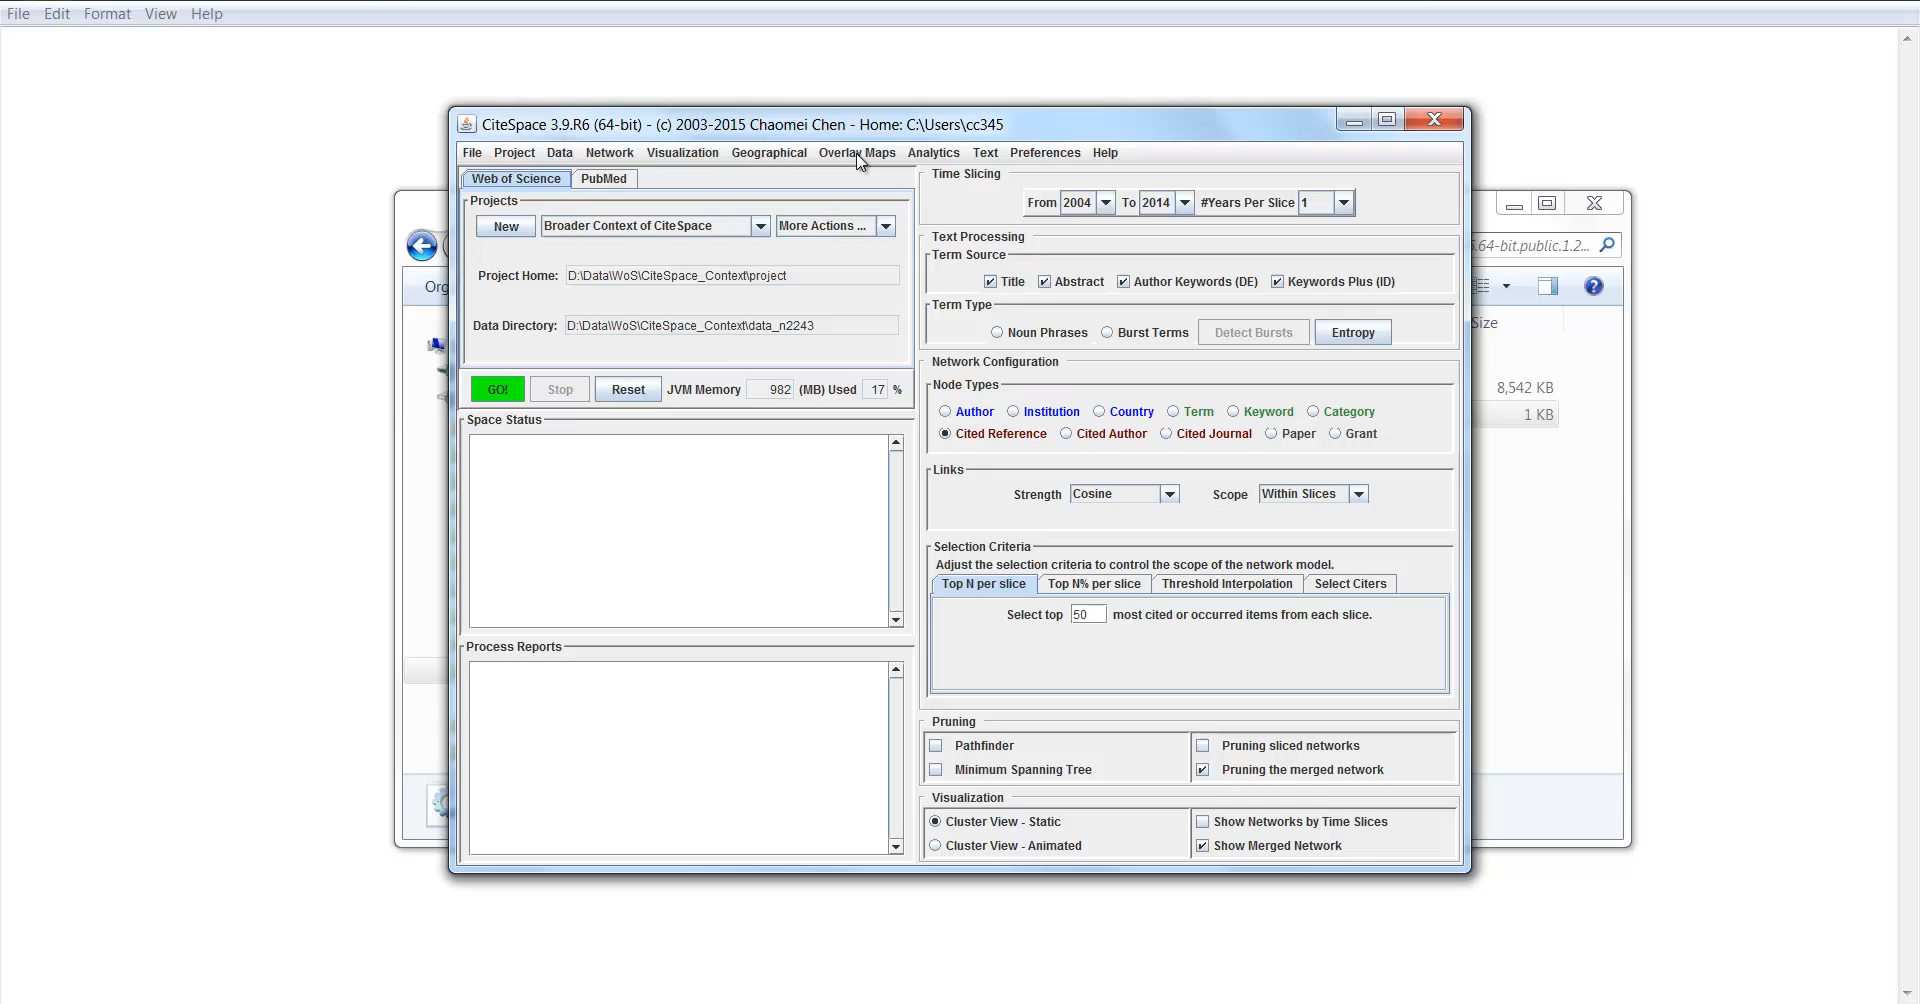 File Edit Format View Help
CiteSpace 3.9.R6 (64-bit) - (c) 2003-2015 Chaomei Chen - Home: C:\Users\cc345
File Project Data Network Visualization Geographical Overlay Maps Analytics Text Preferences Help
Web of Science PubMed
Projects
New Broader Context of CiteSpace More Actions ...
Project Home: D:\Data\WoS\CiteSpace_Context\project
Data Directory: D:\Data\WoS\CiteSpace_Context\data_n2243
GO! Stop Reset JVM Memory 982 (MB) Used 17 %
Space Status
Process Reports
Time Slicing
From 2004 To 2014 #Years Per Slice 1
Text Processing
Term Source
Title Abstract Author Keywords (DE) Keywords Plus (ID)
Term Type
Noun Phrases Burst Terms Detect Bursts Entropy
Network Configuration
Node Types
Author Institution Country Term Keyword Category
Cited Reference Cited Author Cited Journal Paper Grant
Links
Strength Cosine Scope Within Slices
Selection Criteria
Adjust the selection criteria to control the scope of the network model.
Top N per slice Top N% per slice Threshold Interpolation Select Citers
Select top 50 most cited or occurred items from each slice.
Pruning
Pathfinder Pruning sliced networks
Minimum Spanning Tree Pruning the merged network
Visualization
Cluster View - Static Show Networks by Time Slices
Cluster View - Animated Show Merged Network
Org
.64-bit.public.1.2...
Size
8,542 KB
1 KB